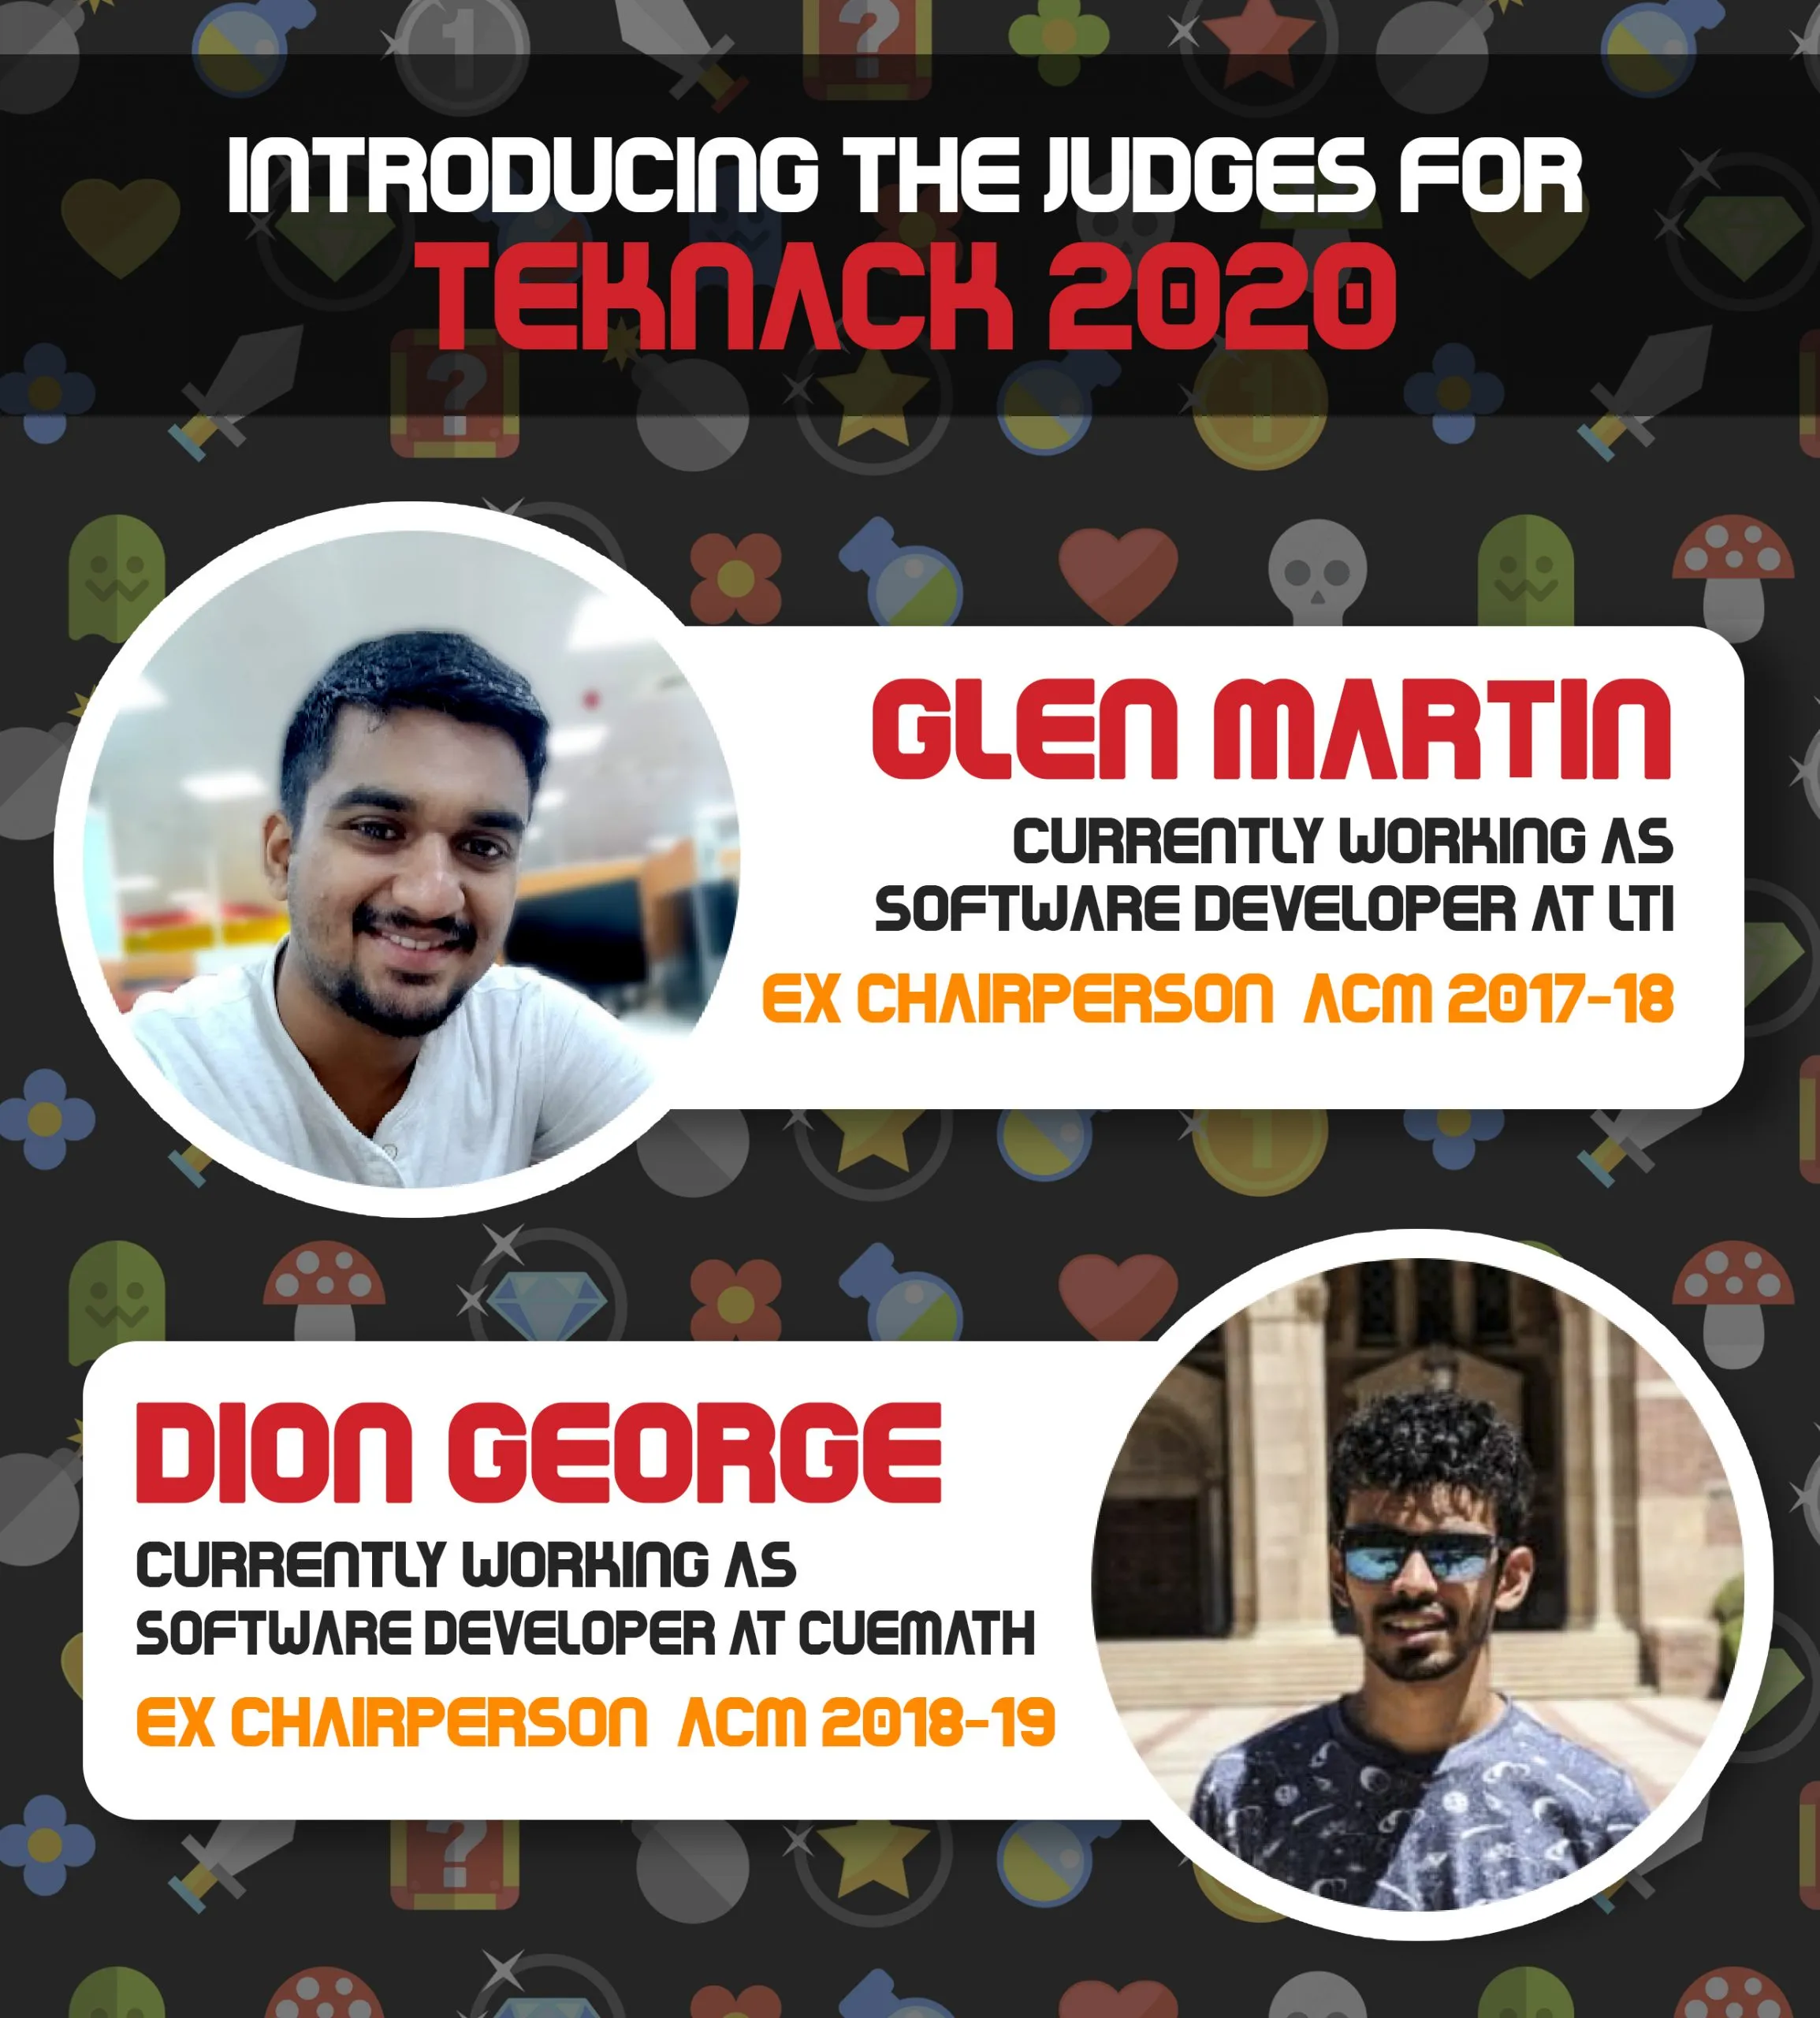 INTRODUCING THE JUDGES FOR
TEKNACK 2020
GLEN MARTIN
CURRENTLY WORKING AS
SOFTWARE DEVELOPER AT LTI
EX CHAIRPERSON ACM 2017-18
DION GEORGE
CURRENTLY WORKING AS
SOFTWARE DEVELOPER AT CUEMATH
EX CHAIRPERSON ACM 2018-19